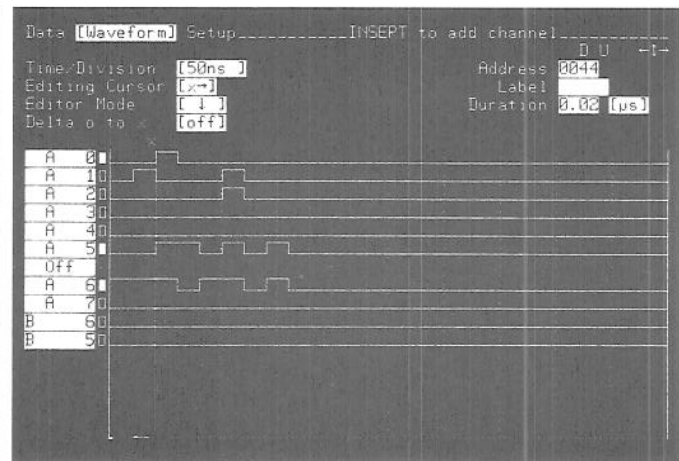 Data [Waveform] Setup__________INSEPT to add channel__________
D U ←↕→
Time/Division [50ns ] Address 0044
Editing Cursor [x→] Label
Editor Mode [ ↓ ] Duration 0.02 [µs]
Delta o to x [off]
x
A 0
A 1
A 2
A 3
A 4
A 5
Off
A 6
A 7
B 6
B 5